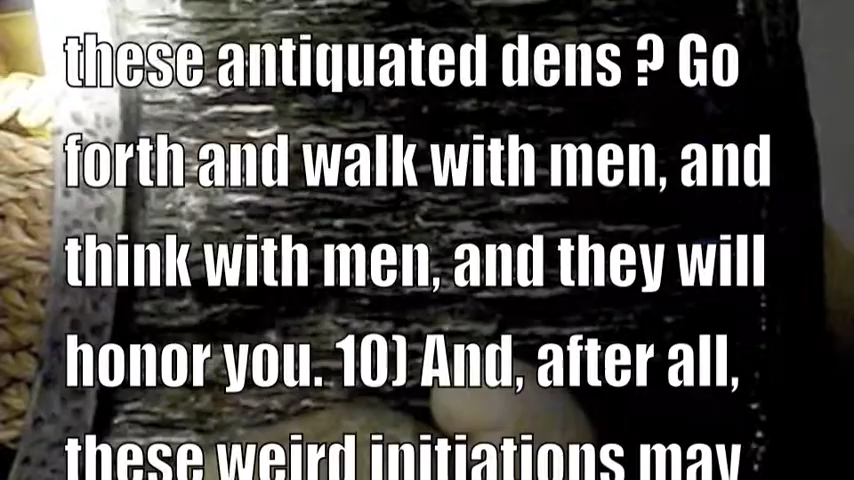 these antiquated dens ? Go
forth and walk with men, and
think with men, and they will
honor you. 10) And, after all,
these weird initiations may